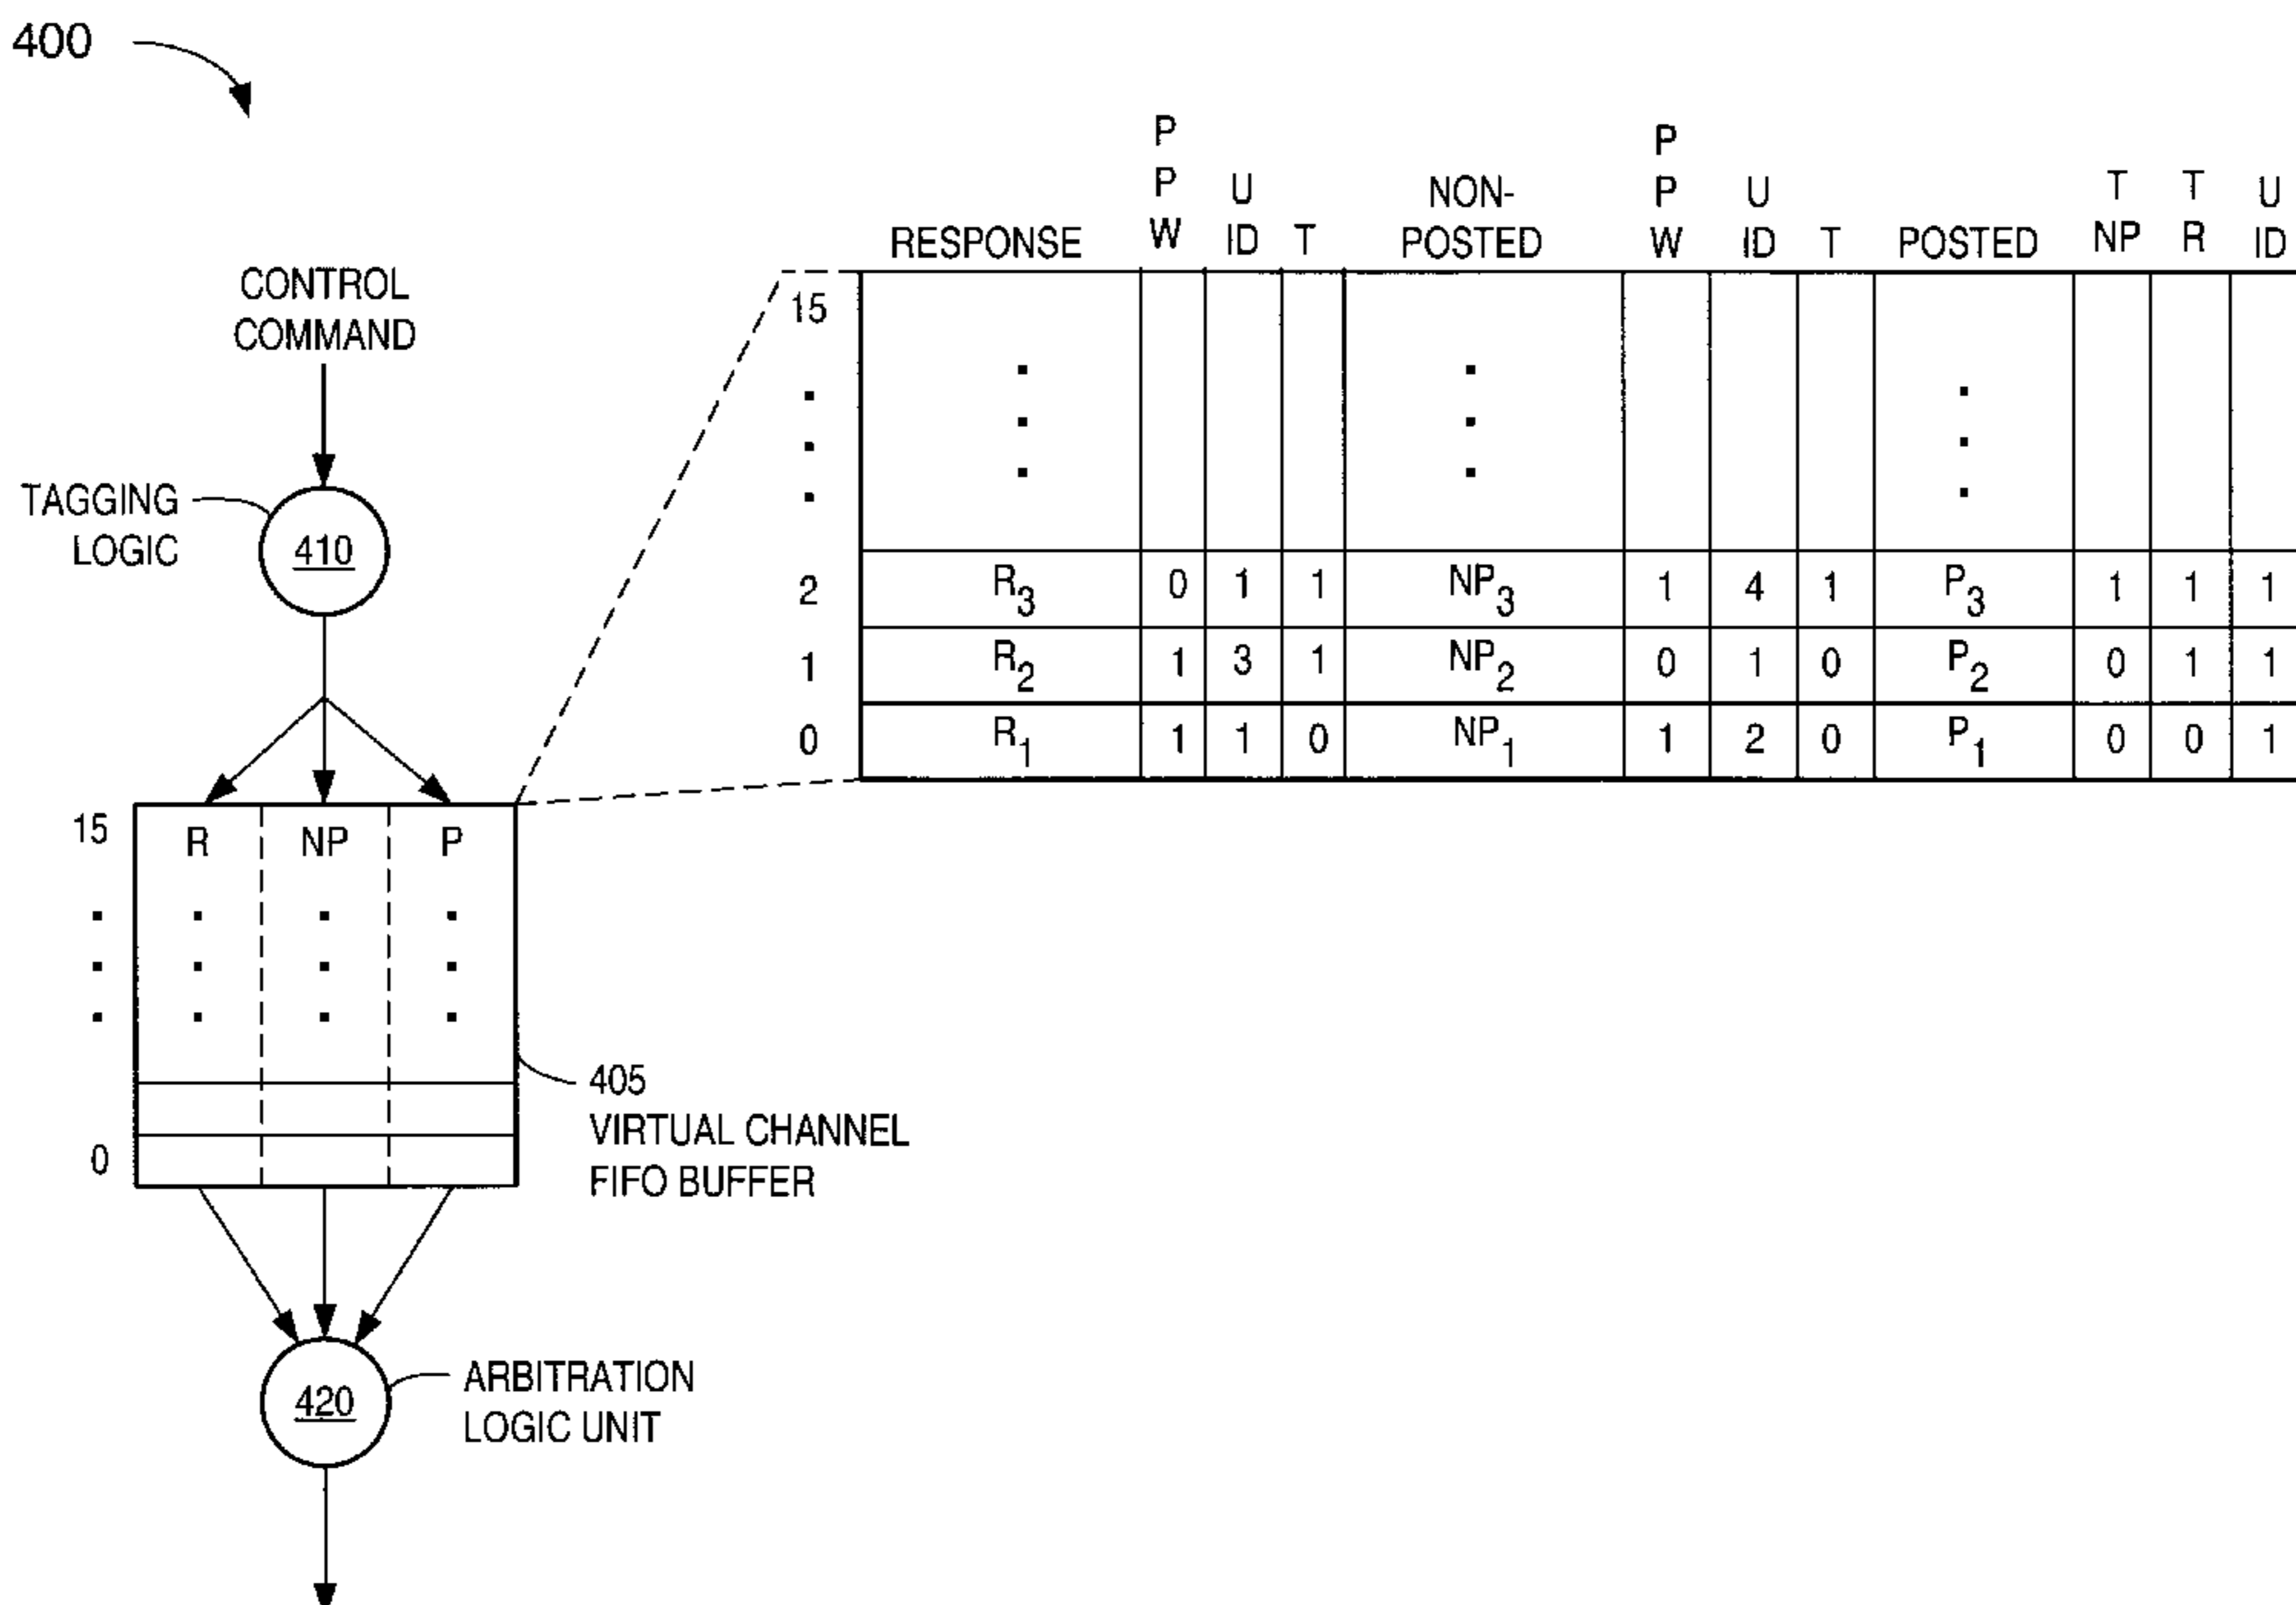 400
P P
P U NON- P U T T U
RESPONSE W ID T POSTED W ID T POSTED NP R ID
P
CONTROL
COMMAND
15
TAGGING
LOGIC
410
2 R3 0 1 1 NP3 1 4 1 P3 1 1 1
1 R2 1 3 1 NP2 0 1 0 P2 0 1 1
0 R1 1 1 0 NP1 1 2 0 P1 0 0 1
15 R NP P
0
405
VIRTUAL CHANNEL
FIFO BUFFER
420
ARBITRATION
LOGIC UNIT